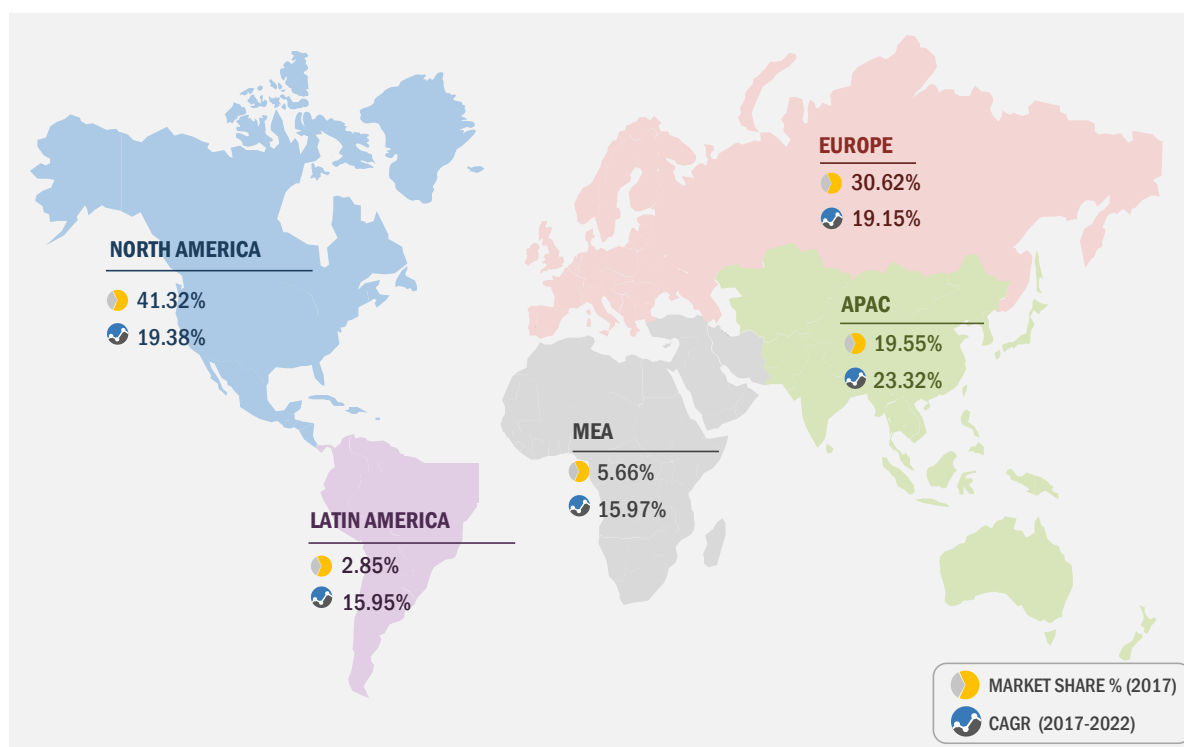 NORTH AMERICA
41.32%
19.38%
EUROPE
30.62%
19.15%
APAC
19.55%
23.32%
MEA
5.66%
15.97%
LATIN AMERICA
2.85%
15.95%
MARKET SHARE % (2017)
CAGR (2017-2022)